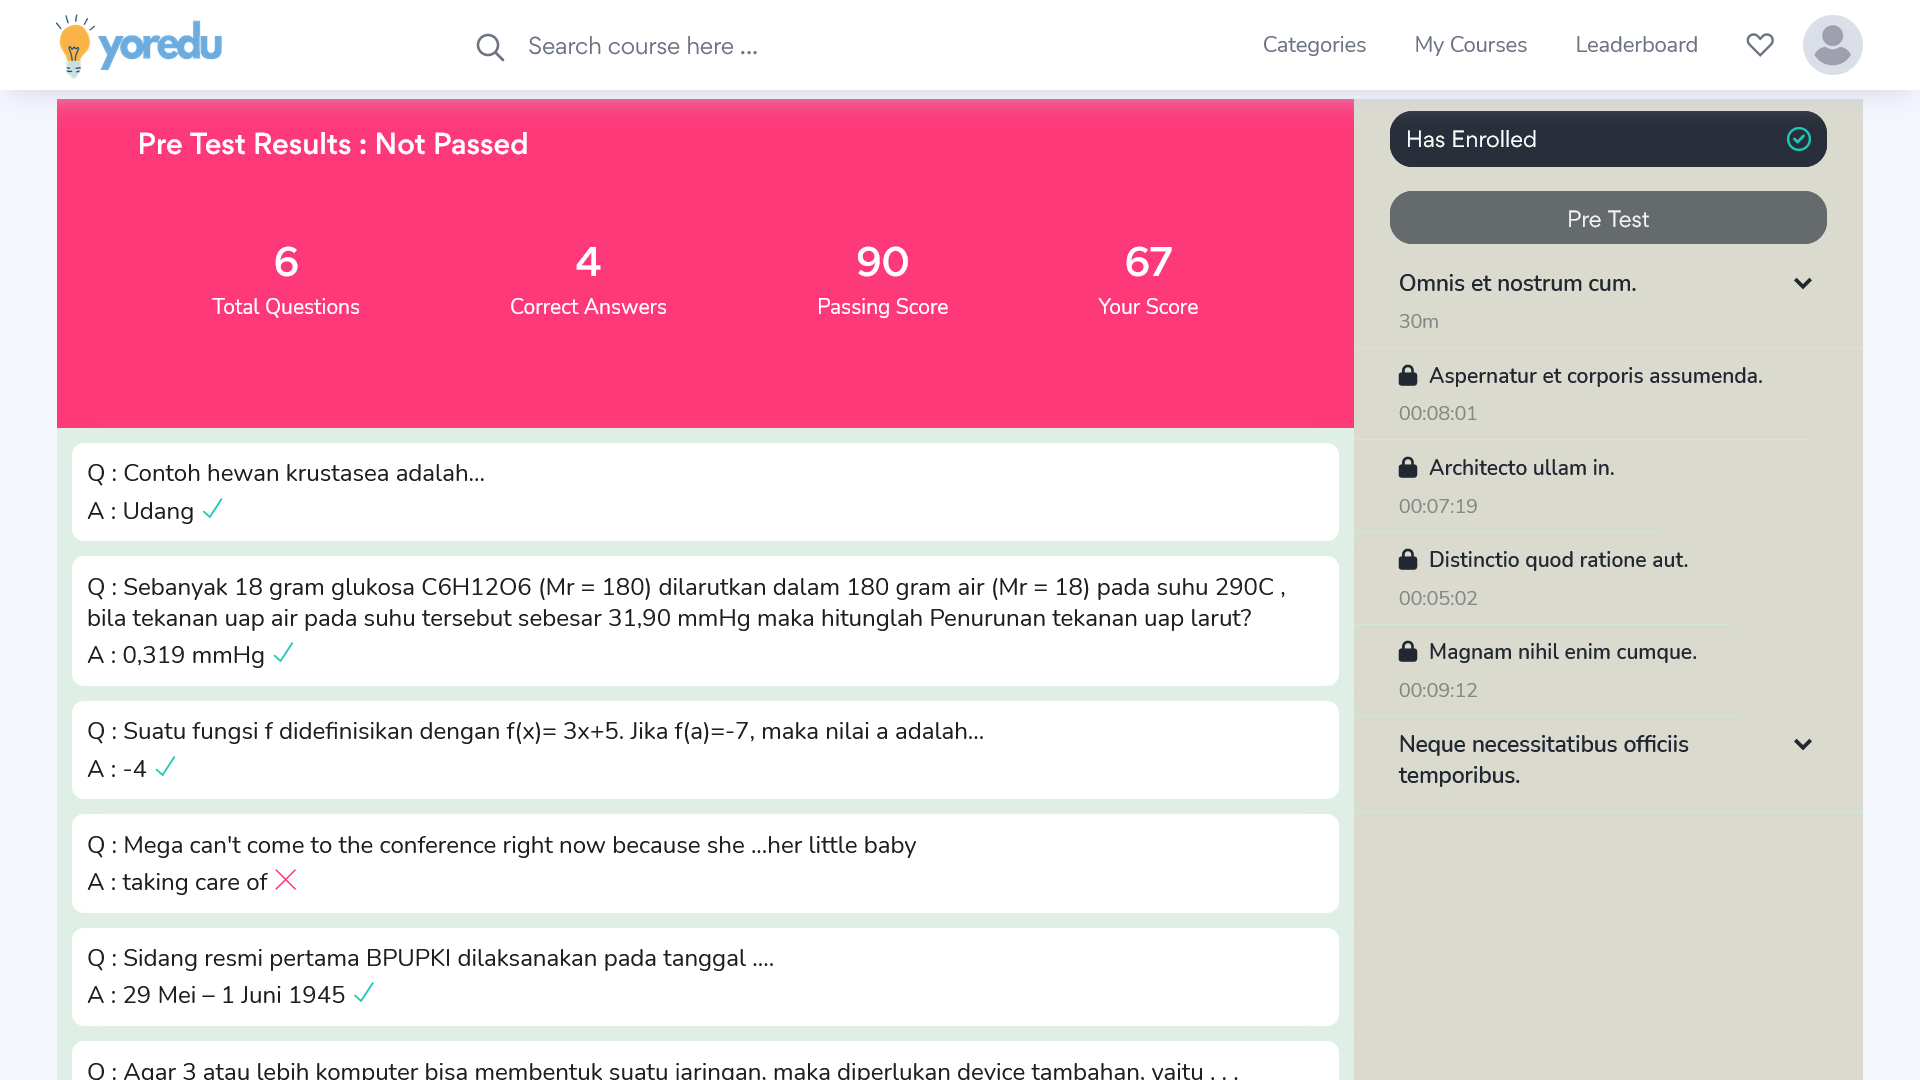 yoredu
Search course here ...
Categories
My Courses
Leaderboard
Pre Test Results : Not Passed
6
Total Questions
4
Correct Answers
90
Passing Score
67
Your Score
Q : Contoh hewan krustasea adalah...
A : Udang
Q : Sebanyak 18 gram glukosa C6H12O6 (Mr = 180) dilarutkan dalam 180 gram air (Mr = 18) pada suhu 290C ,
bila tekanan uap air pada suhu tersebut sebesar 31,90 mmHg maka hitunglah Penurunan tekanan uap larut?
A : 0,319 mmHg
Q : Suatu fungsi f didefinisikan dengan f(x)= 3x+5. Jika f(a)=-7, maka nilai a adalah...
A : -4
Q : Mega can't come to the conference right now because she ...her little baby
A : taking care of
Q : Sidang resmi pertama BPUPKI dilaksanakan pada tanggal ....
A : 29 Mei – 1 Juni 1945
Q : Agar 3 atau lebih komputer bisa membentuk suatu jaringan, maka diperlukan device tambahan, yaitu . . .
Has Enrolled
Pre Test
Omnis et nostrum cum.
30m
Aspernatur et corporis assumenda.
00:08:01
Architecto ullam in.
00:07:19
Distinctio quod ratione aut.
00:05:02
Magnam nihil enim cumque.
00:09:12
Neque necessitatibus officiis
temporibus.